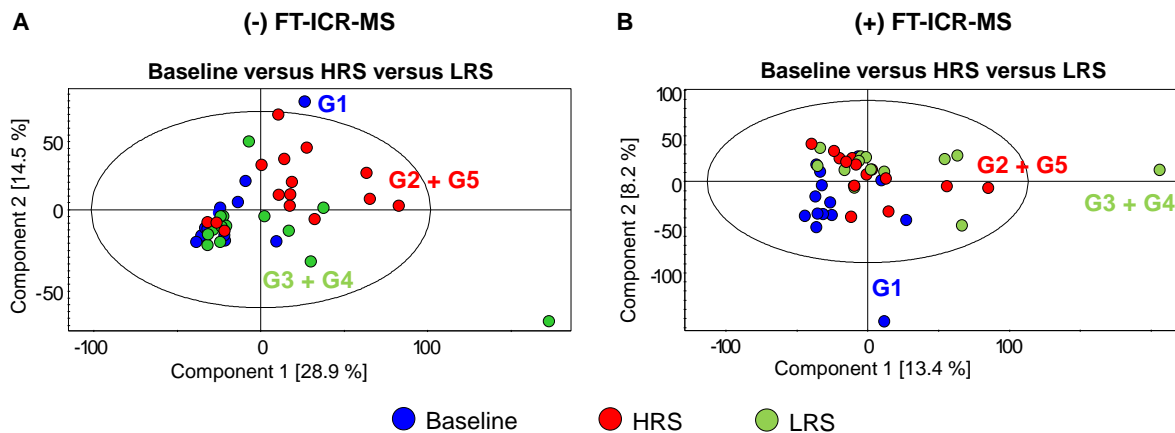 A
(-) FT-ICR-MS
Baseline versus HRS versus LRS
G1
G2 + G5
G3 + G4
50
0
-50
Component 2 [14.5 %]
-100
0
100
Component 1 [28.9 %]
B
(+) FT-ICR-MS
Baseline versus HRS versus LRS
100
50
0
-50
-100
Component 2 [8.2 %]
G2 + G5
G3 + G4
G1
-100
0
100
Component 1 [13.4 %]
Baseline
HRS
LRS